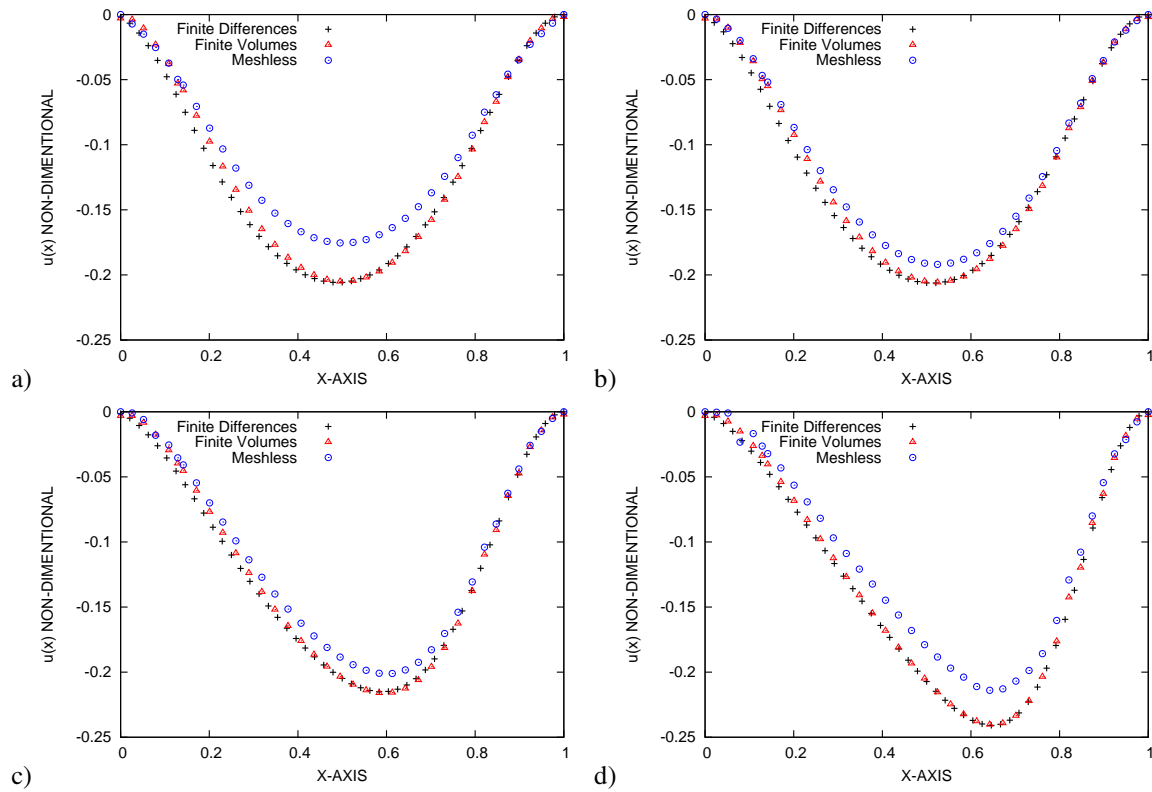 0
-0.05
-0.1
-0.15
-0.2
-0.25
0 0.2 0.4 0.6 0.8 1
u(x) NON-DIMENTIONAL
X-AXIS
Finite Differences
Finite Volumes
Meshless
a)
0
-0.05
-0.1
-0.15
-0.2
-0.25
0 0.2 0.4 0.6 0.8 1
u(x) NON-DIMENTIONAL
X-AXIS
Finite Differences
Finite Volumes
Meshless
b)
0
-0.05
-0.1
-0.15
-0.2
-0.25
0 0.2 0.4 0.6 0.8 1
u(x) NON-DIMENTIONAL
X-AXIS
Finite Differences
Finite Volumes
Meshless
c)
0
-0.05
-0.1
-0.15
-0.2
-0.25
0 0.2 0.4 0.6 0.8 1
u(x) NON-DIMENTIONAL
X-AXIS
Finite Differences
Finite Volumes
Meshless
d)